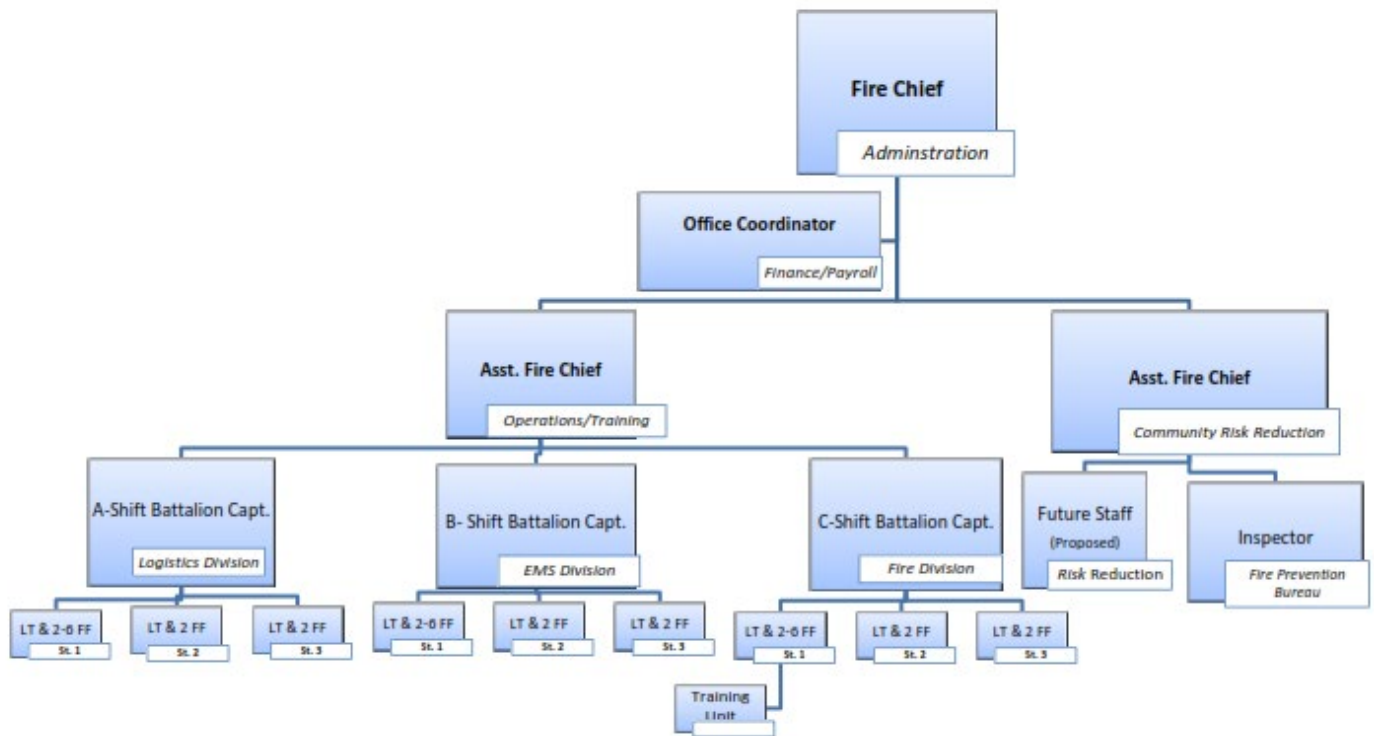 Fire Chief
Adminstration
Office Coordinator
Finance/Payroll
Asst. Fire Chief
Operations/Training
Asst. Fire Chief
Community Risk Reduction
A-Shift Battalion Capt.
Logistics Division
B- Shift Battalion Capt.
EMS Division
C-Shift Battalion Capt.
Fire Division
Future Staff
(Proposed)
Risk Reduction
Inspector
Fire Prevention
Bureau
LT & 2-6 FF
St. 1
LT & 2 FF
St. 2
LT & 2 FF
St. 3
LT & 2-6 FF
St. 1
LT & 2 FF
St. 2
LT & 2 FF
St. 3
LT & 2-6 FF
St. 1
LT & 2 FF
St. 2
LT & 2 FF
St. 3
Training
Unit